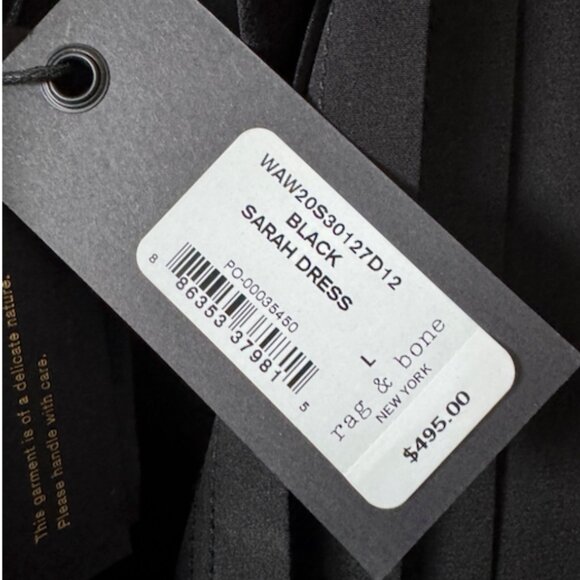 WAW20S30127D12
BLACK
SARAH DRESS
PO-00035450
8 86353 37981 5
L
rag & bone
NEW YORK
$495.00
This garment is of a delicate nature.
Please handle with care.